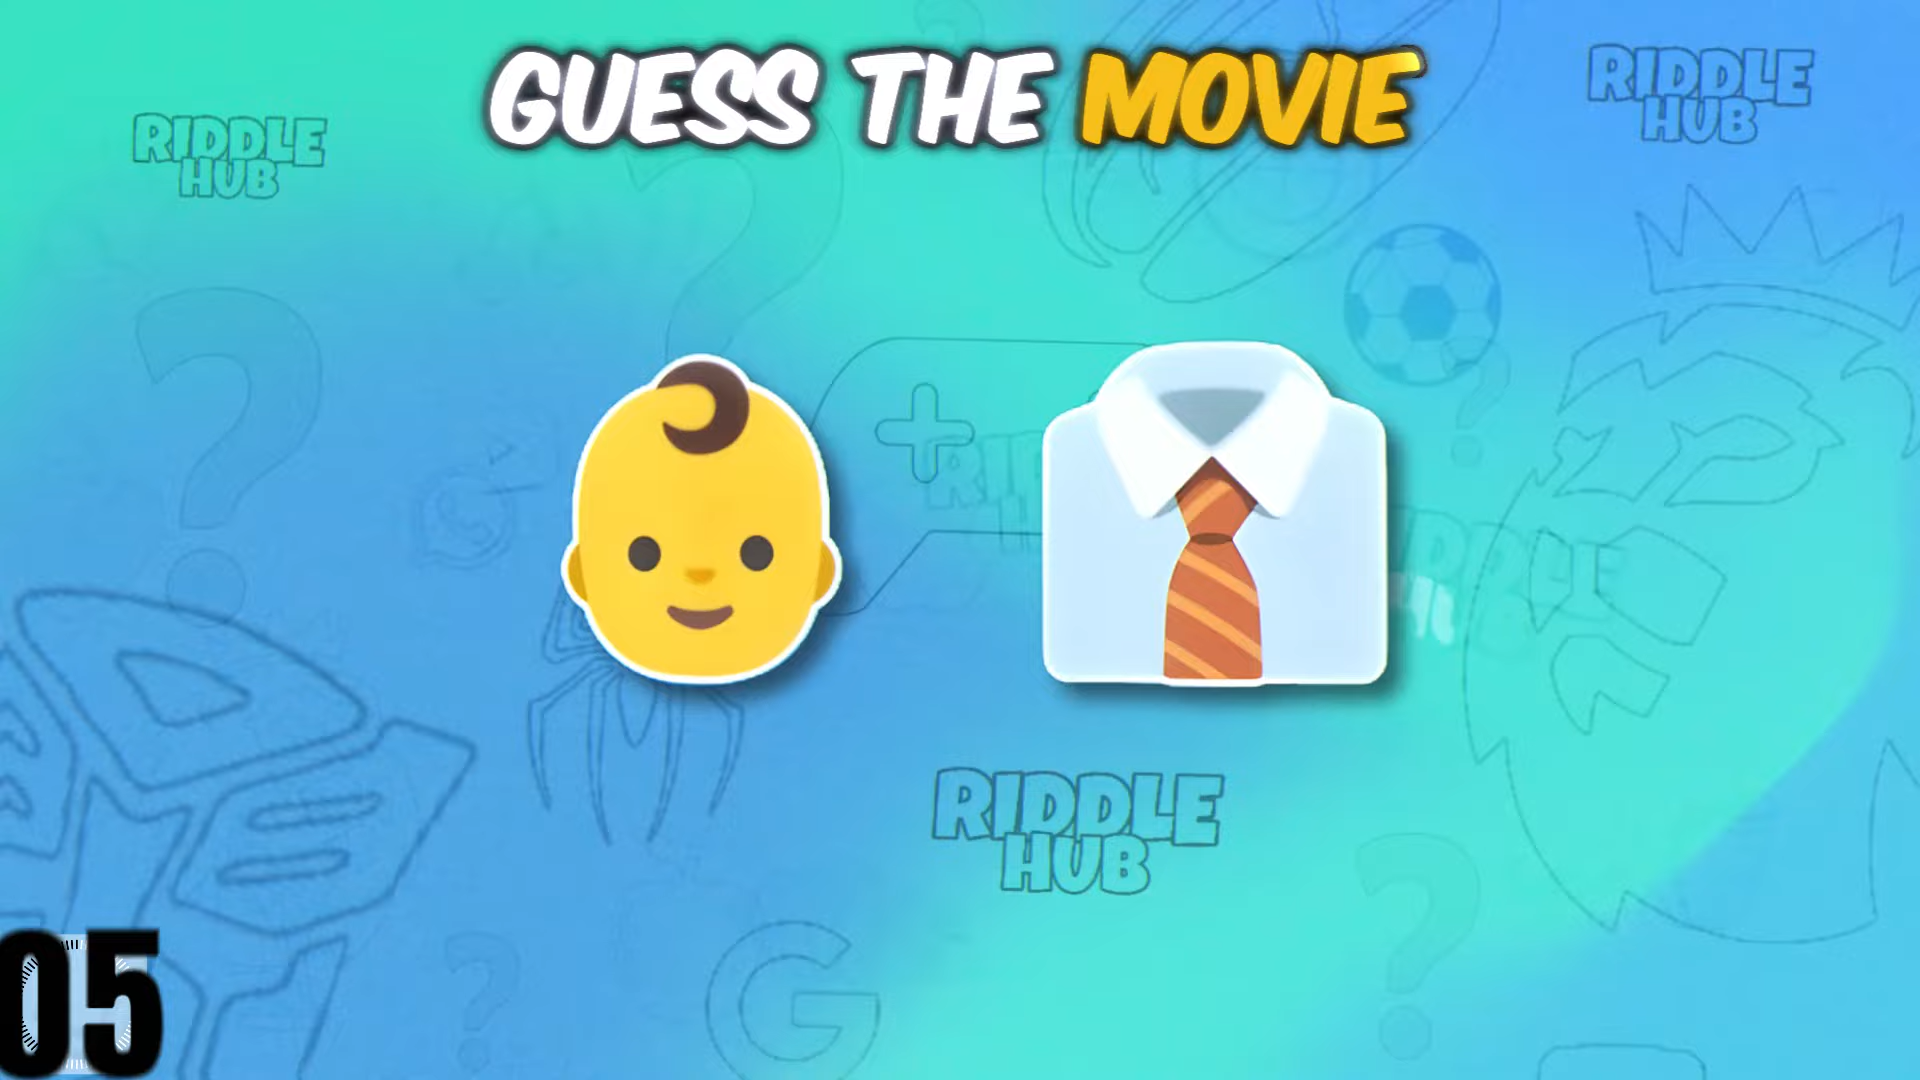 GUESS THE MOVIE
RIDDLE
HUB
RIDDLE
HUB
RIDDLE
HUB
05